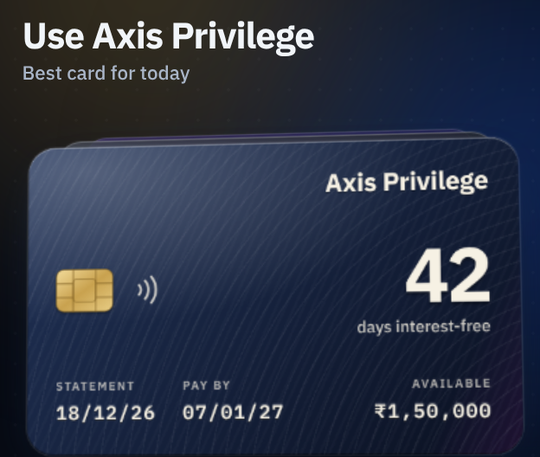 Use Axis Privilege
Best card for today
Axis Privilege
42
days interest-free
STATEMENT PAY BY AVAILABLE
18/12/26 07/01/27 ₹1,50,000